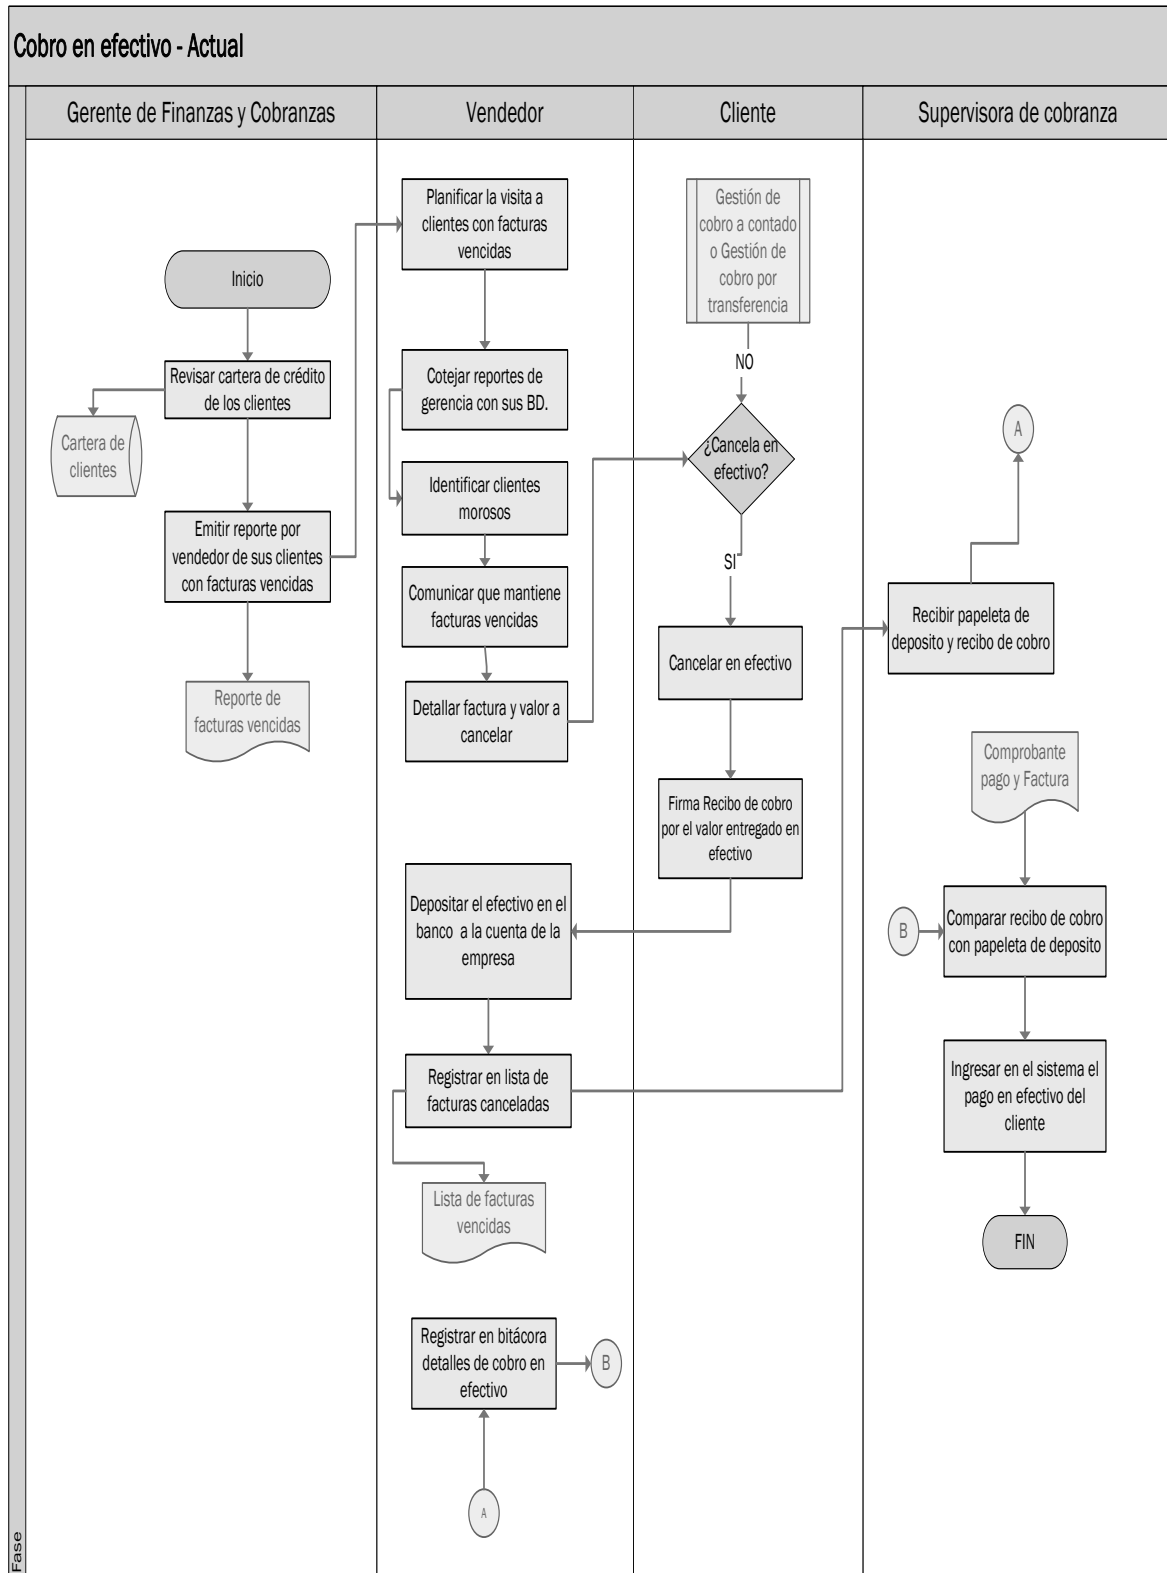 Cobro en efectivo - Actual
Fase
Gerente de Finanzas y Cobranzas
Vendedor
Cliente
Supervisora de cobranza
Inicio
Revisar cartera de crédito
de los clientes
Cartera de
clientes
Emitir reporte por
vendedor de sus clientes
con facturas vencidas
Reporte de
facturas vencidas
Planificar la visita a
clientes con facturas
vencidas
Cotejar reportes de
gerencia con sus BD.
Identificar clientes
morosos
Comunicar que mantiene
facturas vencidas
Detallar factura y valor a
cancelar
Depositar el efectivo en el
banco a la cuenta de la
empresa
Registrar en lista de
facturas canceladas
Lista de facturas
vencidas
Registrar en bitácora
detalles de cobro en
efectivo
B
A
Gestión de
cobro a contado
o Gestión de
cobro por
transferencia
NO
¿Cancela en
efectivo?
SI
Cancelar en efectivo
Firma Recibo de cobro
por el valor entregado en
efectivo
A
Recibir papeleta de
deposito y recibo de cobro
Comprobante
pago y Factura
B
Comparar recibo de cobro
con papeleta de deposito
Ingresar en el sistema el
pago en efectivo del
cliente
FIN